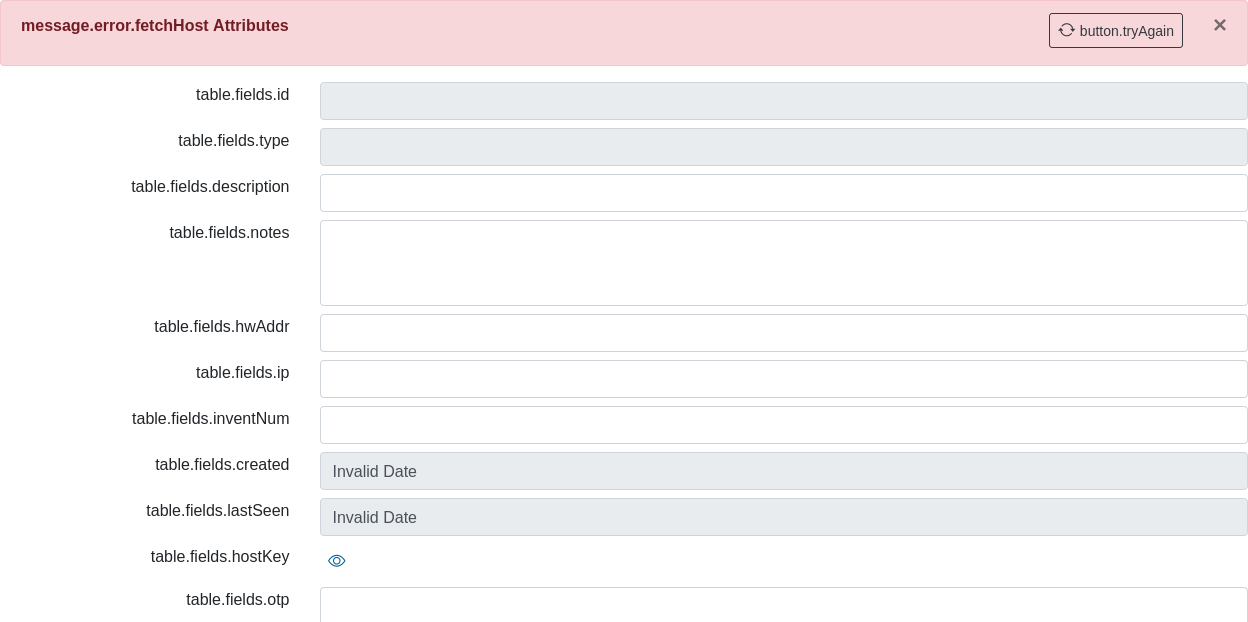 message.error.fetchHost Attributes
button.tryAgain
×
table.fields.id
table.fields.type
table.fields.description
table.fields.notes
table.fields.hwAddr
table.fields.ip
table.fields.inventNum
table.fields.created
Invalid Date
table.fields.lastSeen
Invalid Date
table.fields.hostKey
table.fields.otp